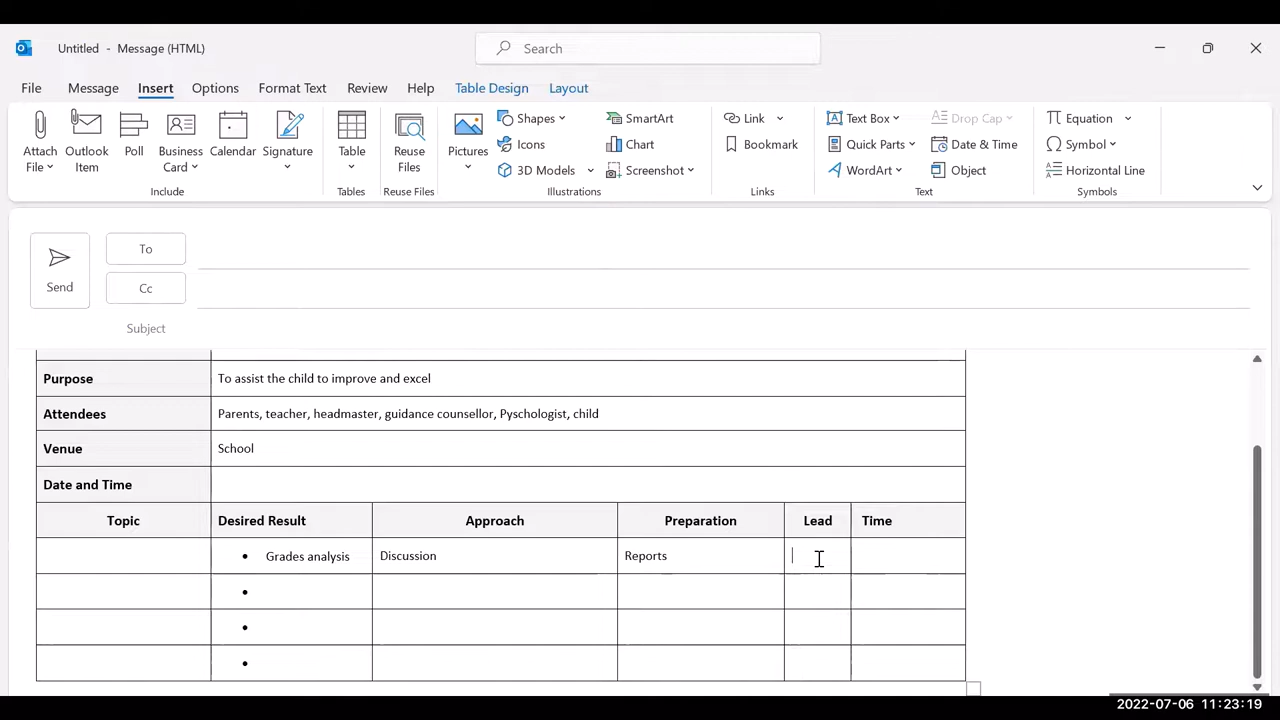 Untitled - Message (HTML)
Search
File Message Insert Options Format Text Review Help Table Design Layout
Attach File
Outlook Item
Poll
Business Card
Calendar
Signature
Include
Table
Tables
Reuse Files
Reuse Files
Pictures
Shapes
Icons
3D Models
SmartArt
Chart
Screenshot
Illustrations
Link
Bookmark
Links
Text Box
Quick Parts
WordArt
Drop Cap
Date & Time
Object
Text
Equation
Symbol
Horizontal Line
Symbols
Send
To
Cc
Subject
Purpose To assist the child to improve and excel
Attendees Parents, teacher, headmaster, guidance counsellor, Pyschologist, child
Venue School
Date and Time
Topic Desired Result Approach Preparation Lead Time
• Grades analysis Discussion Reports
•
•
•
2022-07-06 11:23:19